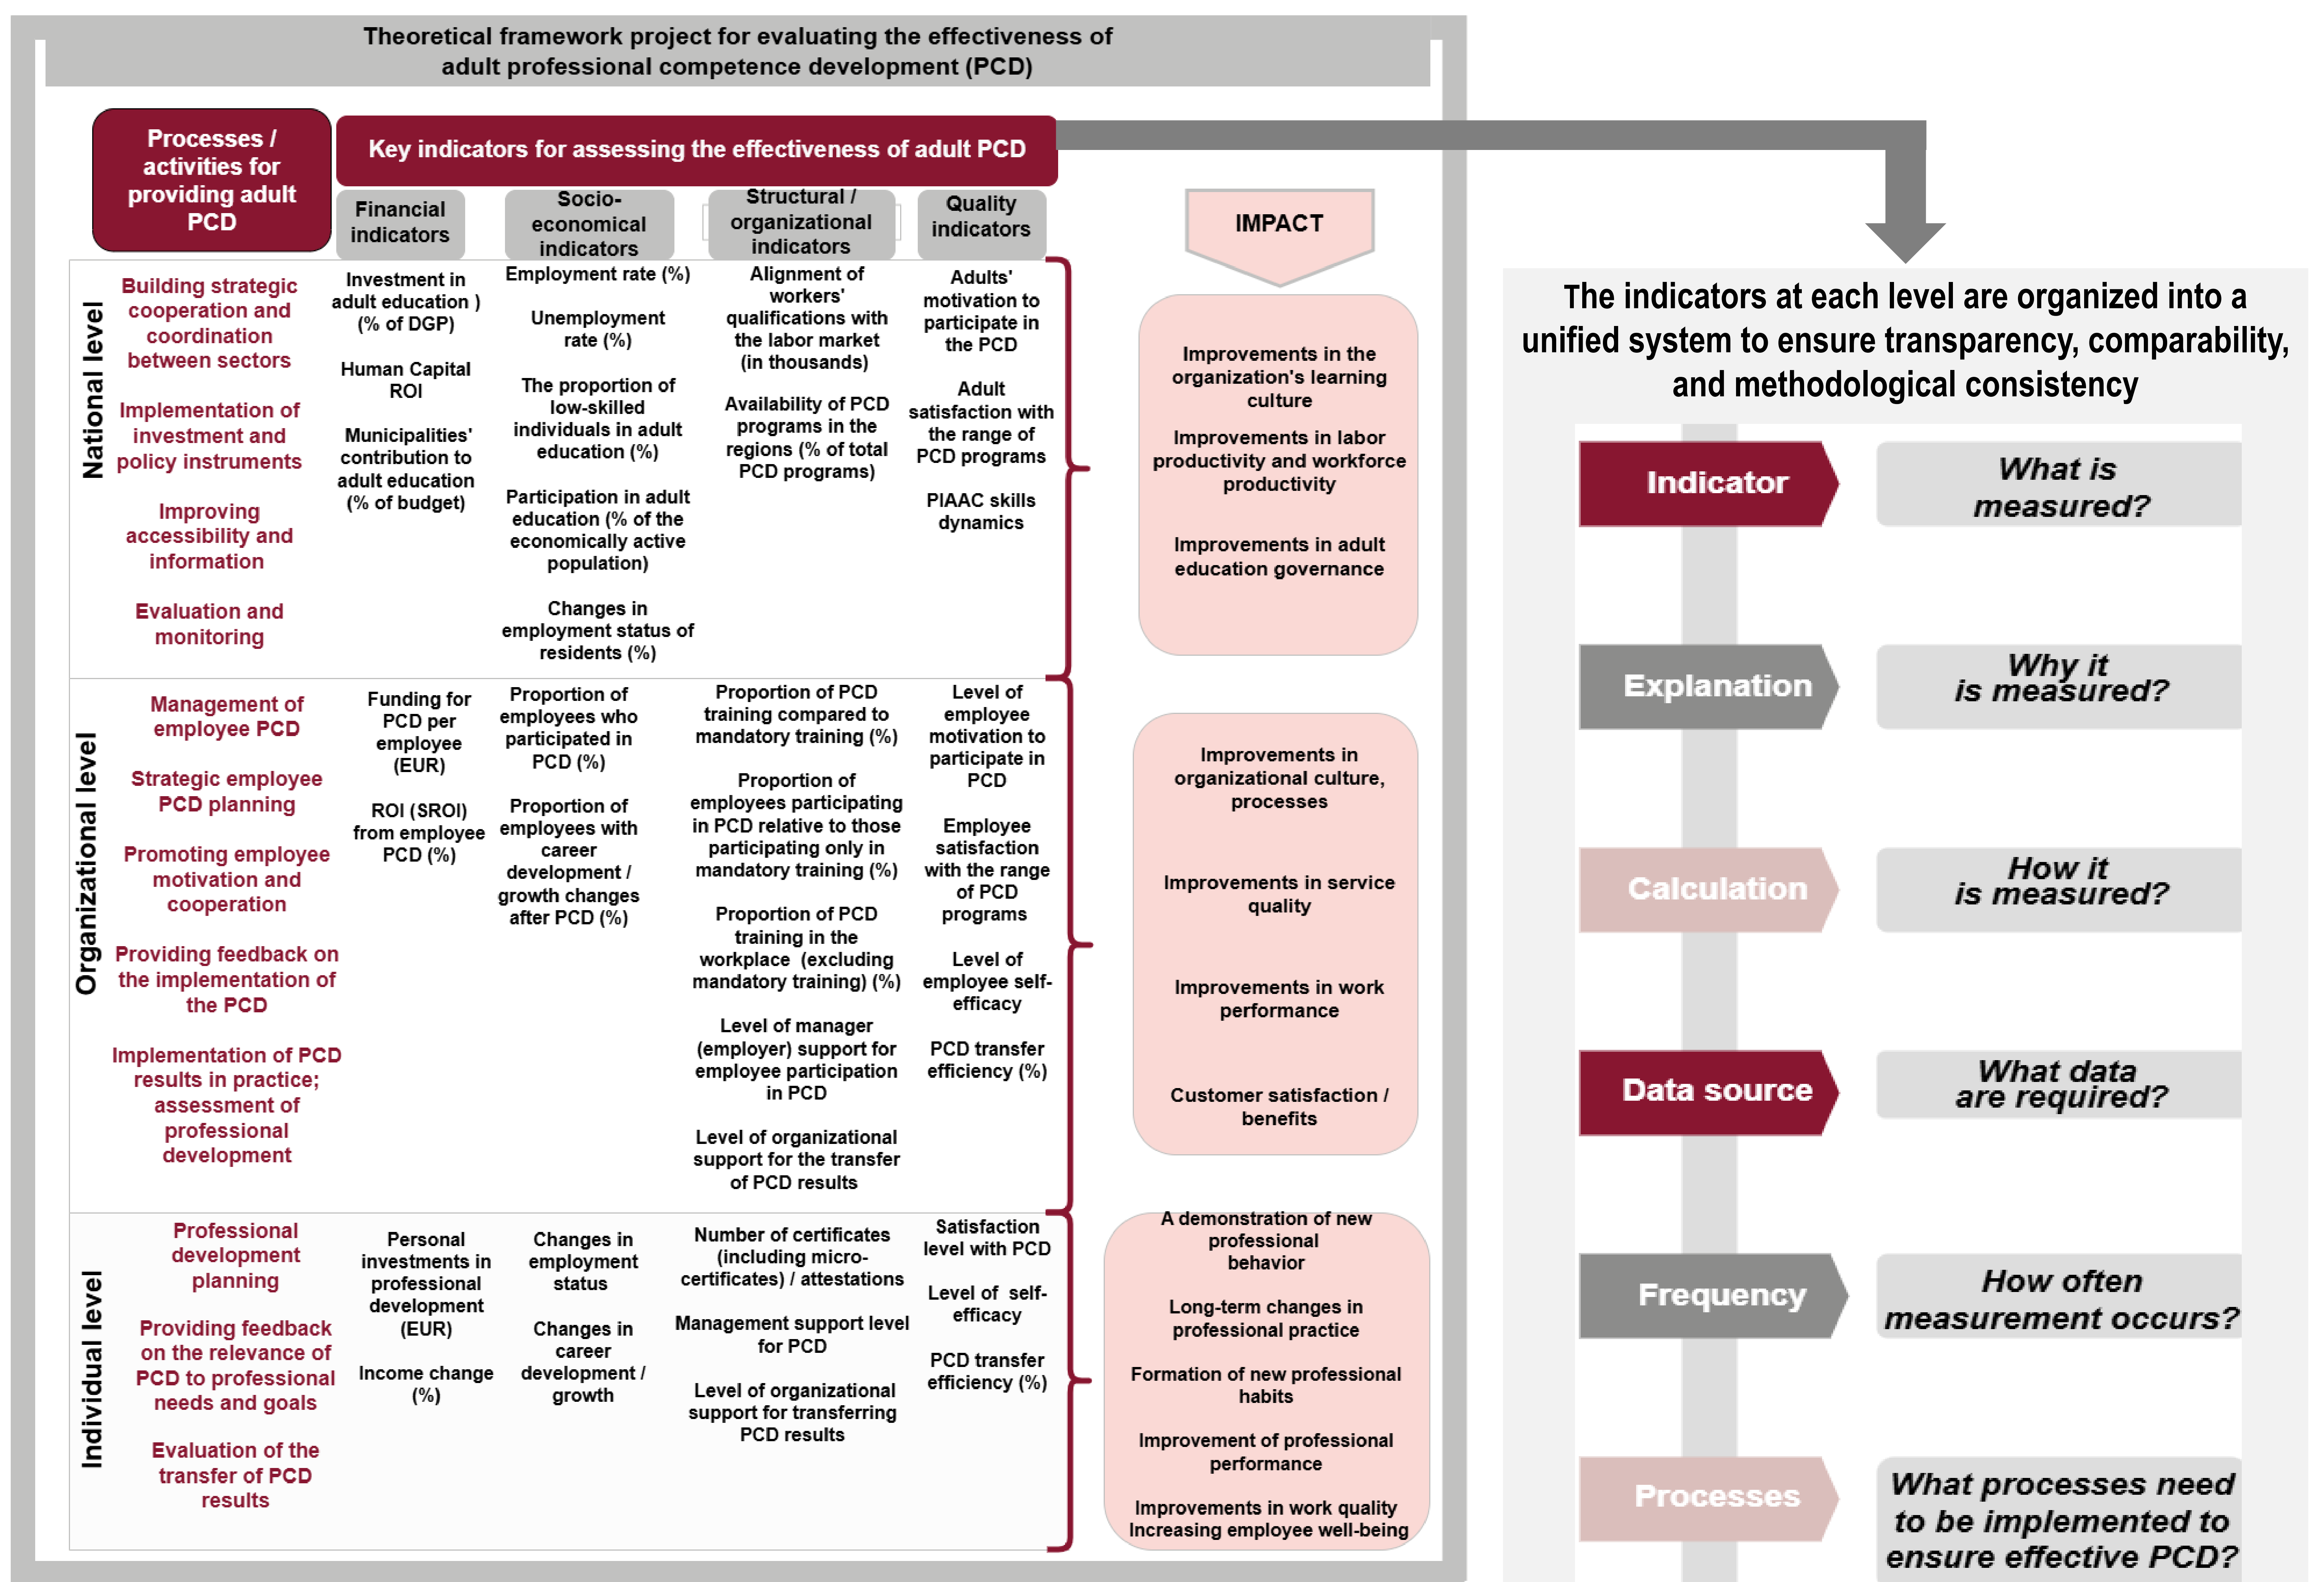 Theoretical framework project for evaluating the effectiveness of
adult professional competence development (PCD)
Processes /
activities for
providing adult
PCD
Key indicators for assessing the effectiveness of adult PCD
Financial
indicators
Socio-
economical
indicators
Structural /
organizational
indicators
Quality
indicators
IMPACT
National level
Building strategic
cooperation and
coordination
between sectors
Implementation of
investment and
policy instruments
Improving
accessibility and
information
Evaluation and
monitoring
Investment in
adult education )
(% of DGP)
Human Capital
ROI
Municipalities'
contribution to
adult education
(% of budget)
Employment rate (%)
Unemployment
rate (%)
The proportion of
low-skilled
individuals in adult
education (%)
Participation in adult
education (% of the
economically active
population)
Changes in
employment status of
residents (%)
Alignment of
workers'
qualifications with
the labor market
(in thousands)
Availability of PCD
programs in the
regions (% of total
PCD programs)
Adults'
motivation to
participate in
the PCD
Adult
satisfaction with
the range of
PCD programs
PIAAC skills
dynamics
Improvements in the
organization's learning
culture
Improvements in labor
productivity and workforce
productivity
Improvements in adult
education governance
Organizational level
Management of
employee PCD
Strategic employee
PCD planning
Promoting employee
motivation and
cooperation
Providing feedback on
the implementation of
the PCD
Implementation of PCD
results in practice;
assessment of
professional
development
Funding for
PCD per
employee
(EUR)
ROI (SROI)
from employee
PCD (%)
Proportion of
employees who
participated in
PCD (%)
Proportion of
employees with
career
development /
growth changes
after PCD (%)
Proportion of PCD
training compared to
mandatory training (%)
Proportion of
employees participating
in PCD relative to those
participating only in
mandatory training (%)
Proportion of PCD
training in the
workplace (excluding
mandatory training) (%)
Level of manager
(employer) support for
employee participation
in PCD
Level of organizational
support for the transfer
of PCD results
Level of
employee
motivation to
participate in
PCD
Employee
satisfaction
with the range
of PCD
programs
Level of
employee self-
efficacy
PCD transfer
efficiency (%)
Improvements in
organizational culture,
processes
Improvements in service
quality
Improvements in work
performance
Customer satisfaction /
benefits
Individual level
Professional
development
planning
Providing feedback
on the relevance of
PCD to professional
needs and goals
Evaluation of the
transfer of PCD
results
Personal
investments in
professional
development
(EUR)
Income change
(%)
Changes in
employment
status
Changes in
career
development /
growth
Number of certificates
(including micro-
certificates) / attestations
Management support level
for PCD
Level of organizational
support for transferring
PCD results
Satisfaction
level with PCD
Level of self-
efficacy
PCD transfer
efficiency (%)
A demonstration of new
professional
behavior
Long-term changes in
professional practice
Formation of new professional
habits
Improvement of professional
performance
Improvements in work quality
Increasing employee well-being
The indicators at each level are organized into a
unified system to ensure transparency, comparability,
and methodological consistency
Indicator
What is
measured?
Explanation
Why it
is measured?
Calculation
How it
is measured?
Data source
What data
are required?
Frequency
How often
measurement occurs?
Processes
What processes need
to be implemented to
ensure effective PCD?